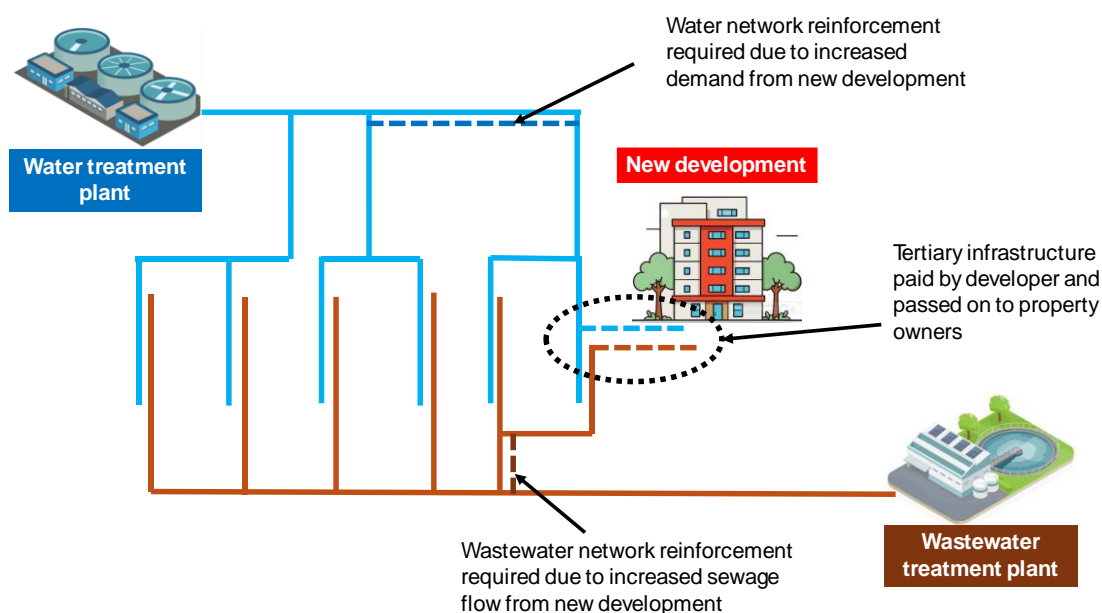 Water network reinforcement
required due to increased
demand from new development
Water treatment
plant
New development
Tertiary infrastructure
paid by developer and
passed on to property
owners
Wastewater network reinforcement
required due to increased sewage
flow from new development
Wastewater
treatment plant